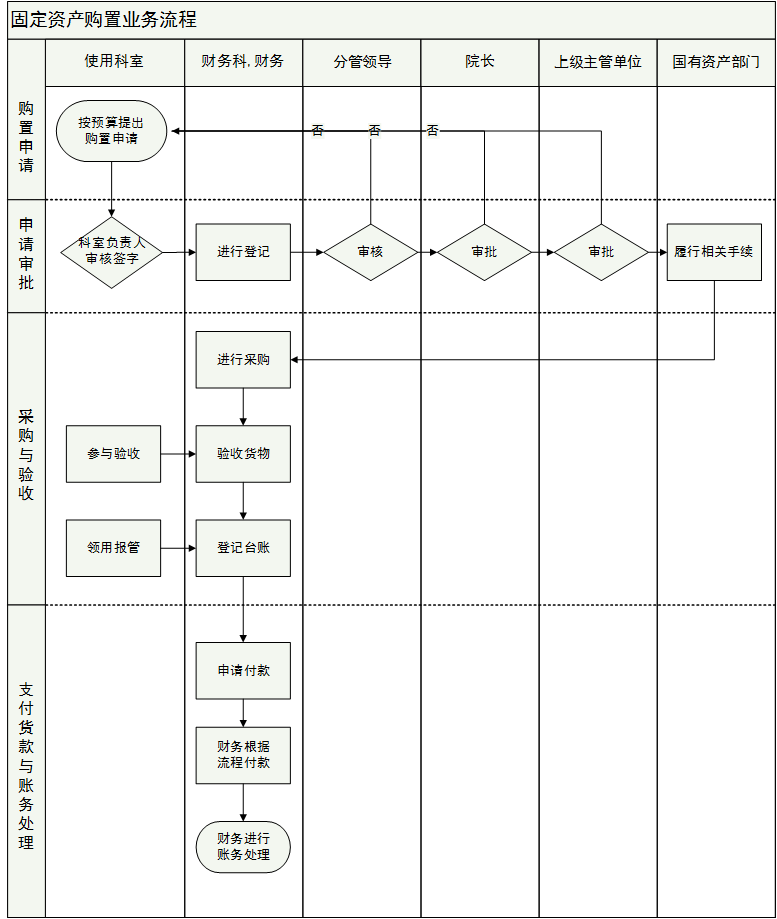 固定资产购置业务流程
使用科室
财务科,财务
分管领导
院长
上级主管单位
国有资产部门
购置申请
按预算提出
购置申请
否
否
否
申请审批
科室负责人
审核签字
进行登记
审核
审批
审批
履行相关手续
采购与验收
进行采购
参与验收
验收货物
领用报管
登记台账
支付货款与账务处理
申请付款
财务根据
流程付款
财务进行
账务处理